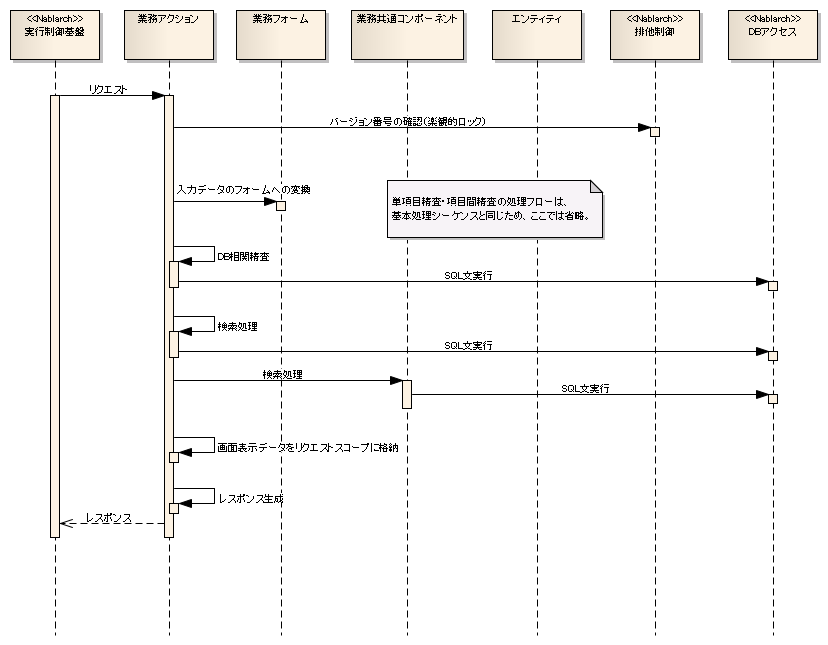 <<Nablarch>>
実行制御基盤
業務アクション
業務フォーム
業務共通コンポーネント
エンティティ
<<Nablarch>>
排他制御
<<Nablarch>>
DBアクセス
リクエスト
バージョン番号の確認(楽観的ロック)
入力データのフォームへの変換
単項目精査・項目間精査の処理フローは、
基本処理シーケンスと同じため、ここでは省略。
DB相関精査
SQL文実行
検索処理
SQL文実行
検索処理
SQL文実行
画面表示データをリクエストスコープに格納
レスポンス生成
レスポンス